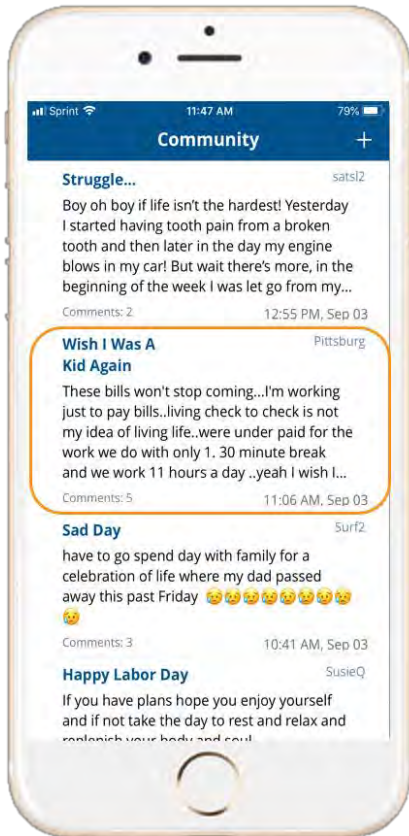 Sprint 11:47 AM 79%
Community +
Struggle... satsl2
Boy oh boy if life isn't the hardest! Yesterday
I started having tooth pain from a broken
tooth and then later in the day my engine
blows in my car! But wait there's more, in the
beginning of the week I was let go from my...
Comments: 2 12:55 PM, Sep 03
Wish I Was A Pittsburg
Kid Again
These bills won't stop coming...I'm working
just to pay bills..living check to check is not
my idea of living life..were under paid for the
work we do with only 1. 30 minute break
and we work 11 hours a day ..yeah I wish I...
Comments: 5 11:06 AM, Sep 03
Sad Day Surf2
have to go spend day with family for a
celebration of life where my dad passed
away this past Friday 😥😥😥😥😥😥😥😥
😥
Comments: 3 10:41 AM, Sep 03
Happy Labor Day SusieQ
If you have plans hope you enjoy yourself
and if not take the day to rest and relax and
replenish your body and soul